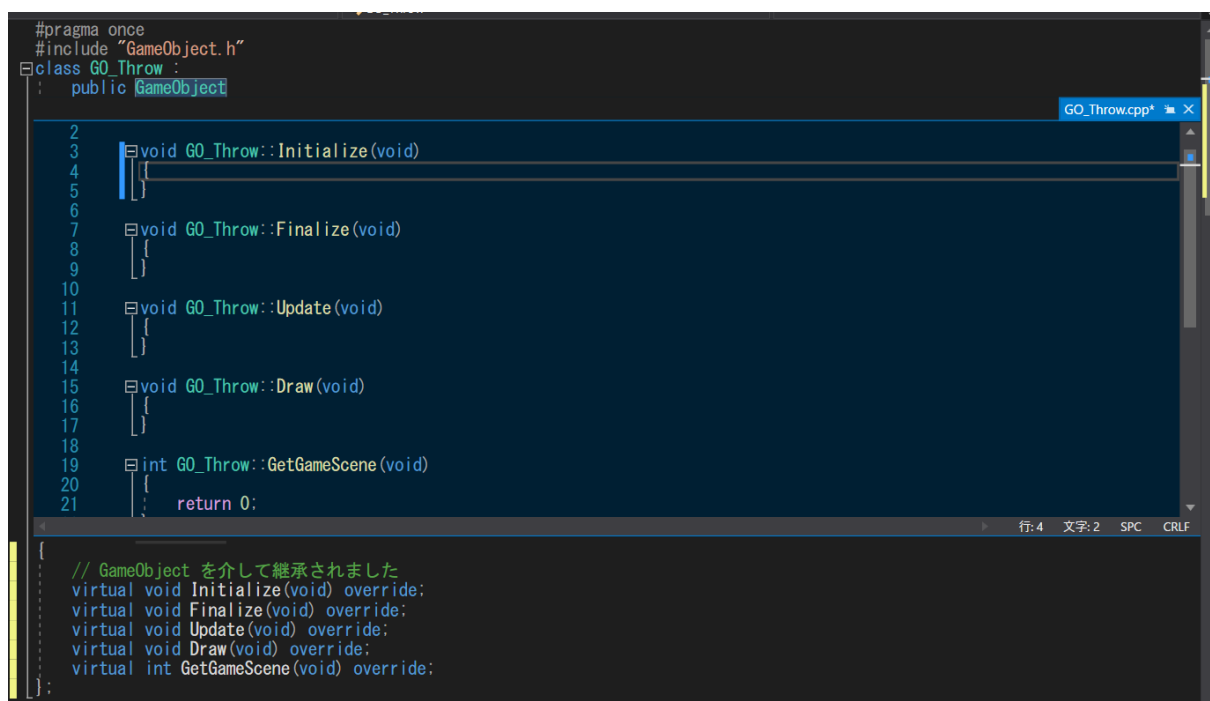 #pragma once
#include "GameObject.h"
class GO_Throw :
public GameObject
GO_Throw.cpp*
2
3 void GO_Throw::Initialize(void)
4 {
5 }
6
7 void GO_Throw::Finalize(void)
8 {
9 }
10
11 void GO_Throw::Update(void)
12 {
13 }
14
15 void GO_Throw::Draw(void)
16 {
17 }
18
19 int GO_Throw::GetGameScene(void)
20 {
21 return 0;
行: 4 文字: 2 SPC CRLF
{
// GameObject を介して継承されました
virtual void Initialize(void) override;
virtual void Finalize(void) override;
virtual void Update(void) override;
virtual void Draw(void) override;
virtual int GetGameScene(void) override;
};